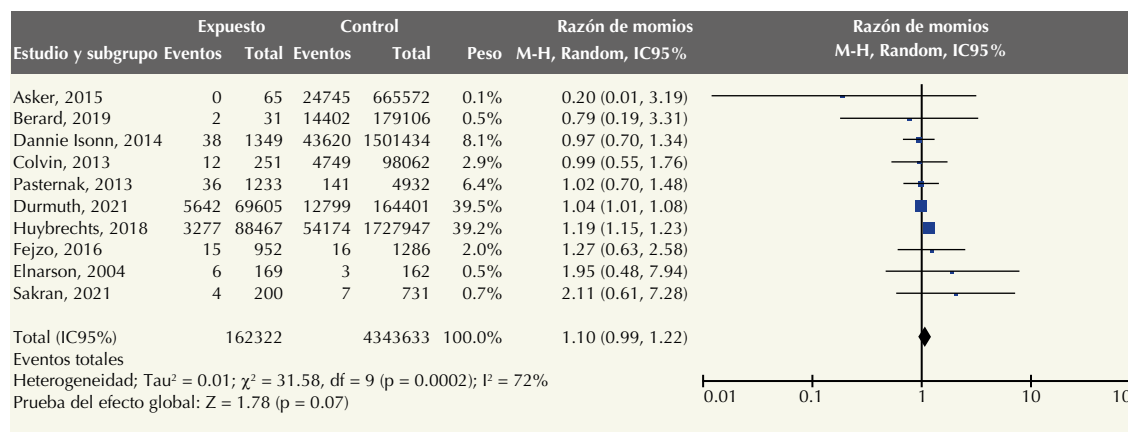 Expuesto Control Razón de momios Razón de momios
Estudio y subgrupo Eventos Total Eventos Total Peso M-H, Random, IC95% M-H, Random, IC95%
Asker, 2015 0 65 24745 665572 0.1% 0.20 (0.01, 3.19)
Berard, 2019 2 31 14402 179106 0.5% 0.79 (0.19, 3.31)
Dannie Isonn, 2014 38 1349 43620 1501434 8.1% 0.97 (0.70, 1.34)
Colvin, 2013 12 251 4749 98062 2.9% 0.99 (0.55, 1.76)
Pasternak, 2013 36 1233 141 4932 6.4% 1.02 (0.70, 1.48)
Durmuth, 2021 5642 69605 12799 164401 39.5% 1.04 (1.01, 1.08)
Huybrechts, 2018 3277 88467 54174 1727947 39.2% 1.19 (1.15, 1.23)
Fejzo, 2016 15 952 16 1286 2.0% 1.27 (0.63, 2.58)
Elnarson, 2004 6 169 3 162 0.5% 1.95 (0.48, 7.94)
Sakran, 2021 4 200 7 731 0.7% 2.11 (0.61, 7.28)
Total (IC95%) 162322 4343633 100.0% 1.10 (0.99, 1.22)
Eventos totales
Heterogeneidad; Tau² = 0.01; χ² = 31.58, df = 9 (p = 0.0002); I² = 72%
Prueba del efecto global: Z = 1.78 (p = 0.07)
0.01 0.1 1 10